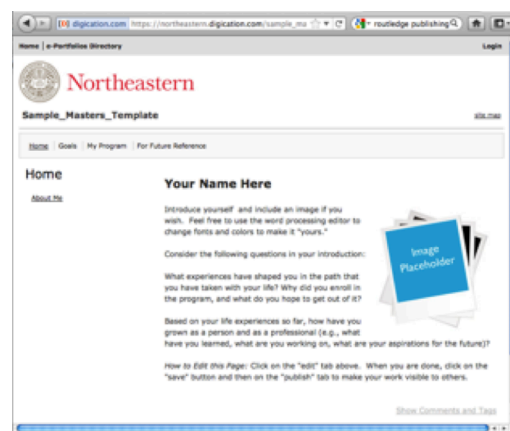 digication.com https://northeastern.digication.com/sample_ma routledge publishing
Home e-Portfolios Directory Login
Northeastern
Sample_Masters_Template site map
Home Goals My Program For Future Reference
Home
About Me
Your Name Here
Introduce yourself and include an image if you
wish. Feel free to use the word processing editor to
change fonts and colors to make it "yours."
Image
Placeholder
Consider the following questions in your introduction:
What experiences have shaped you in the path that
you have taken with your life? Why did you enroll in
the program, and what do you hope to get out of it?
Based on your life experiences so far, how have you
grown as a person and as a professional (e.g., what
have you learned, what are you working on, what are your aspirations for the future)?
How to Edit this Page: Click on the "edit" tab above. When you are done, click on the
"save" button and then on the "publish" tab to make your work visible to others.
Show Comments and Tags